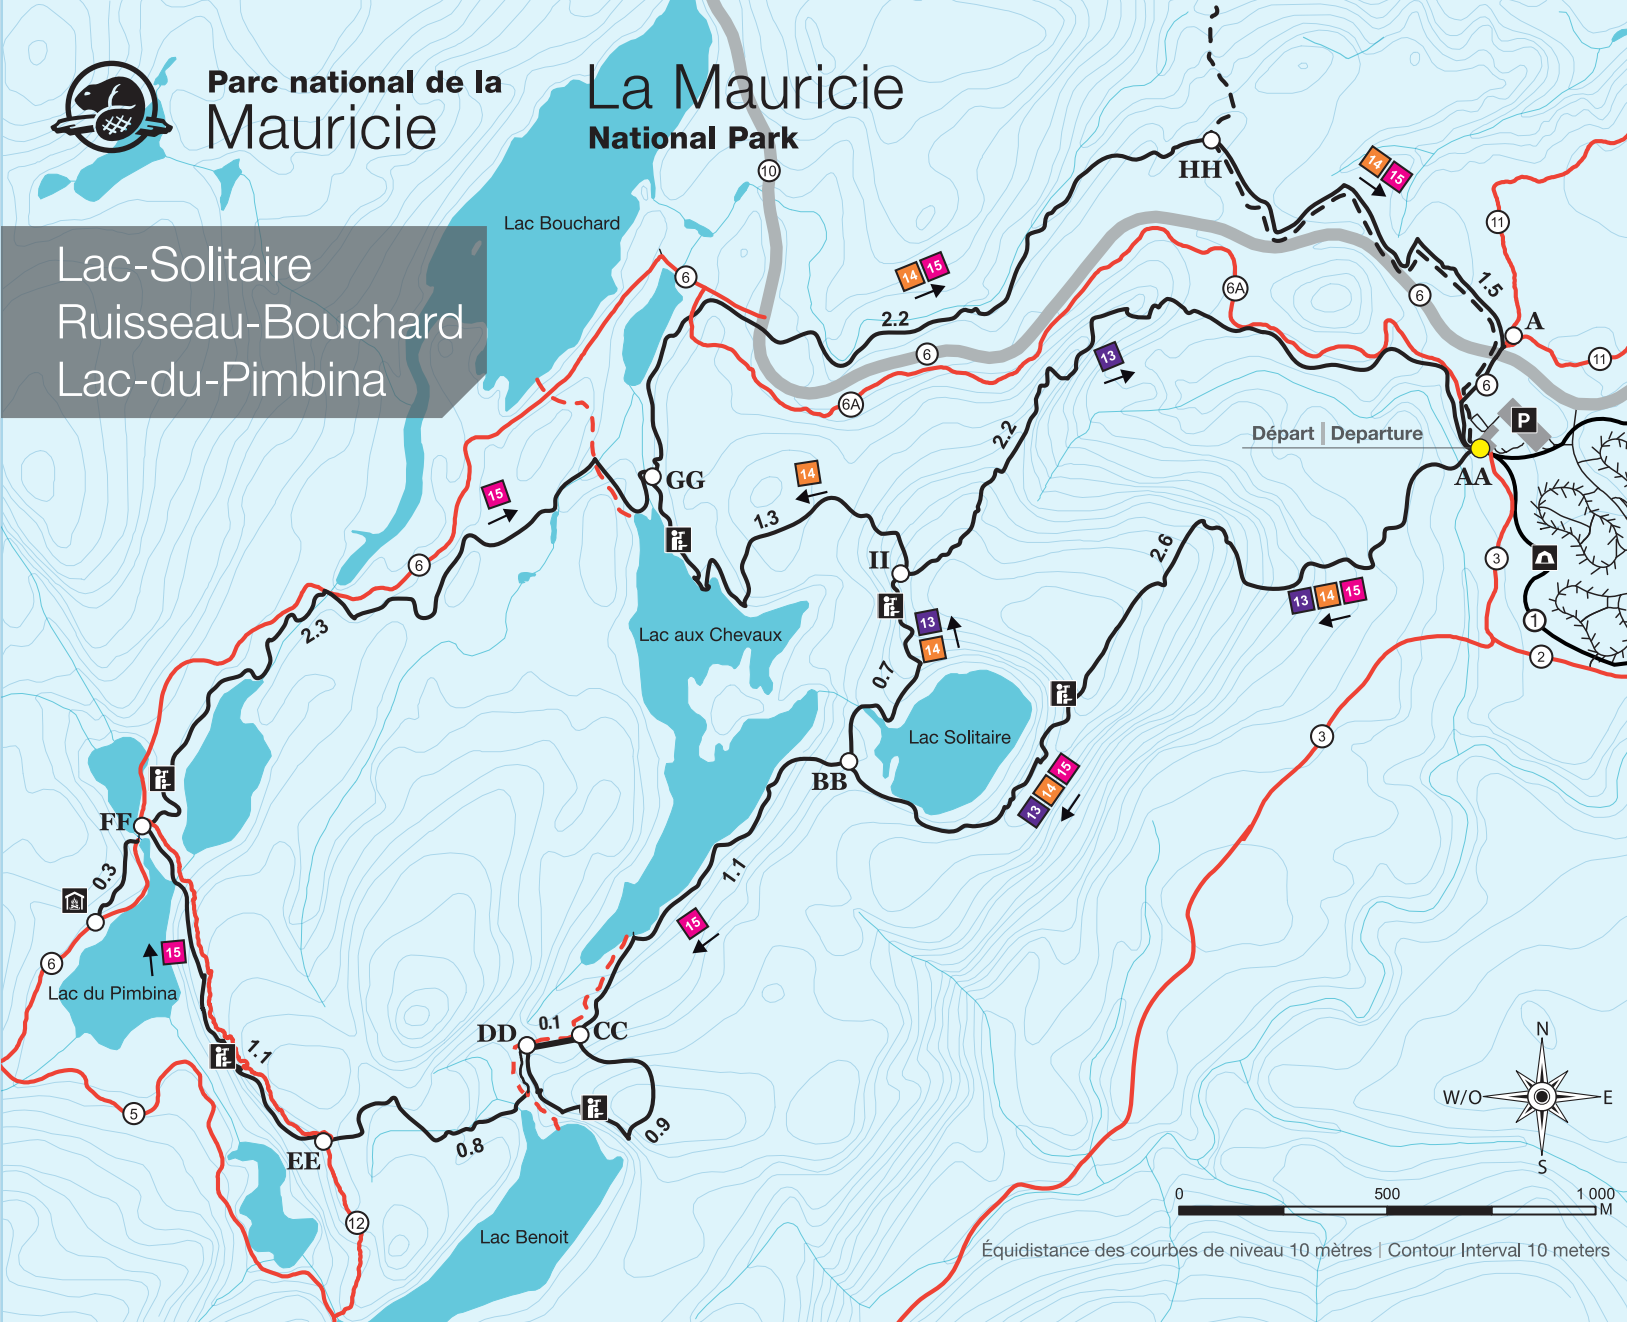 Parc national de la
Mauricie
La Mauricie
National Park
Lac-Solitaire
Ruisseau-Bouchard
Lac-du-Pimbina
10
Lac Bouchard
HH
14 15
11
14 15
6
6A
6
1.5
A
2.2
6
11
13
6
6A
P
Départ | Departure
2.2
AA
GG
14
15
1.3
2.6
II
3
6
13 14 15
1
2.3
Lac aux Chevaux
13
14
2
0.7
Lac Solitaire
3
BB
15
14
13
FF
0.3
1.1
15
6
15
Lac du Pimbina
DD
0.1
CC
1.1
N
W/O
E
S
5
0.9
0.8
EE
12
Lac Benoit
0 500 1 000
M
Équidistance des courbes de niveau 10 mètres | Contour Interval 10 meters